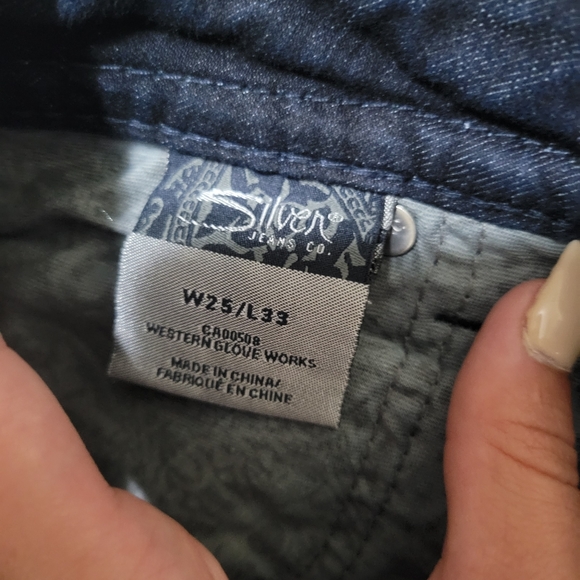 Silver®
JEANS CO.
W25/L33
CA00508
WESTERN GLOVE WORKS
MADE IN CHINA/
FABRIQUÉ EN CHINE